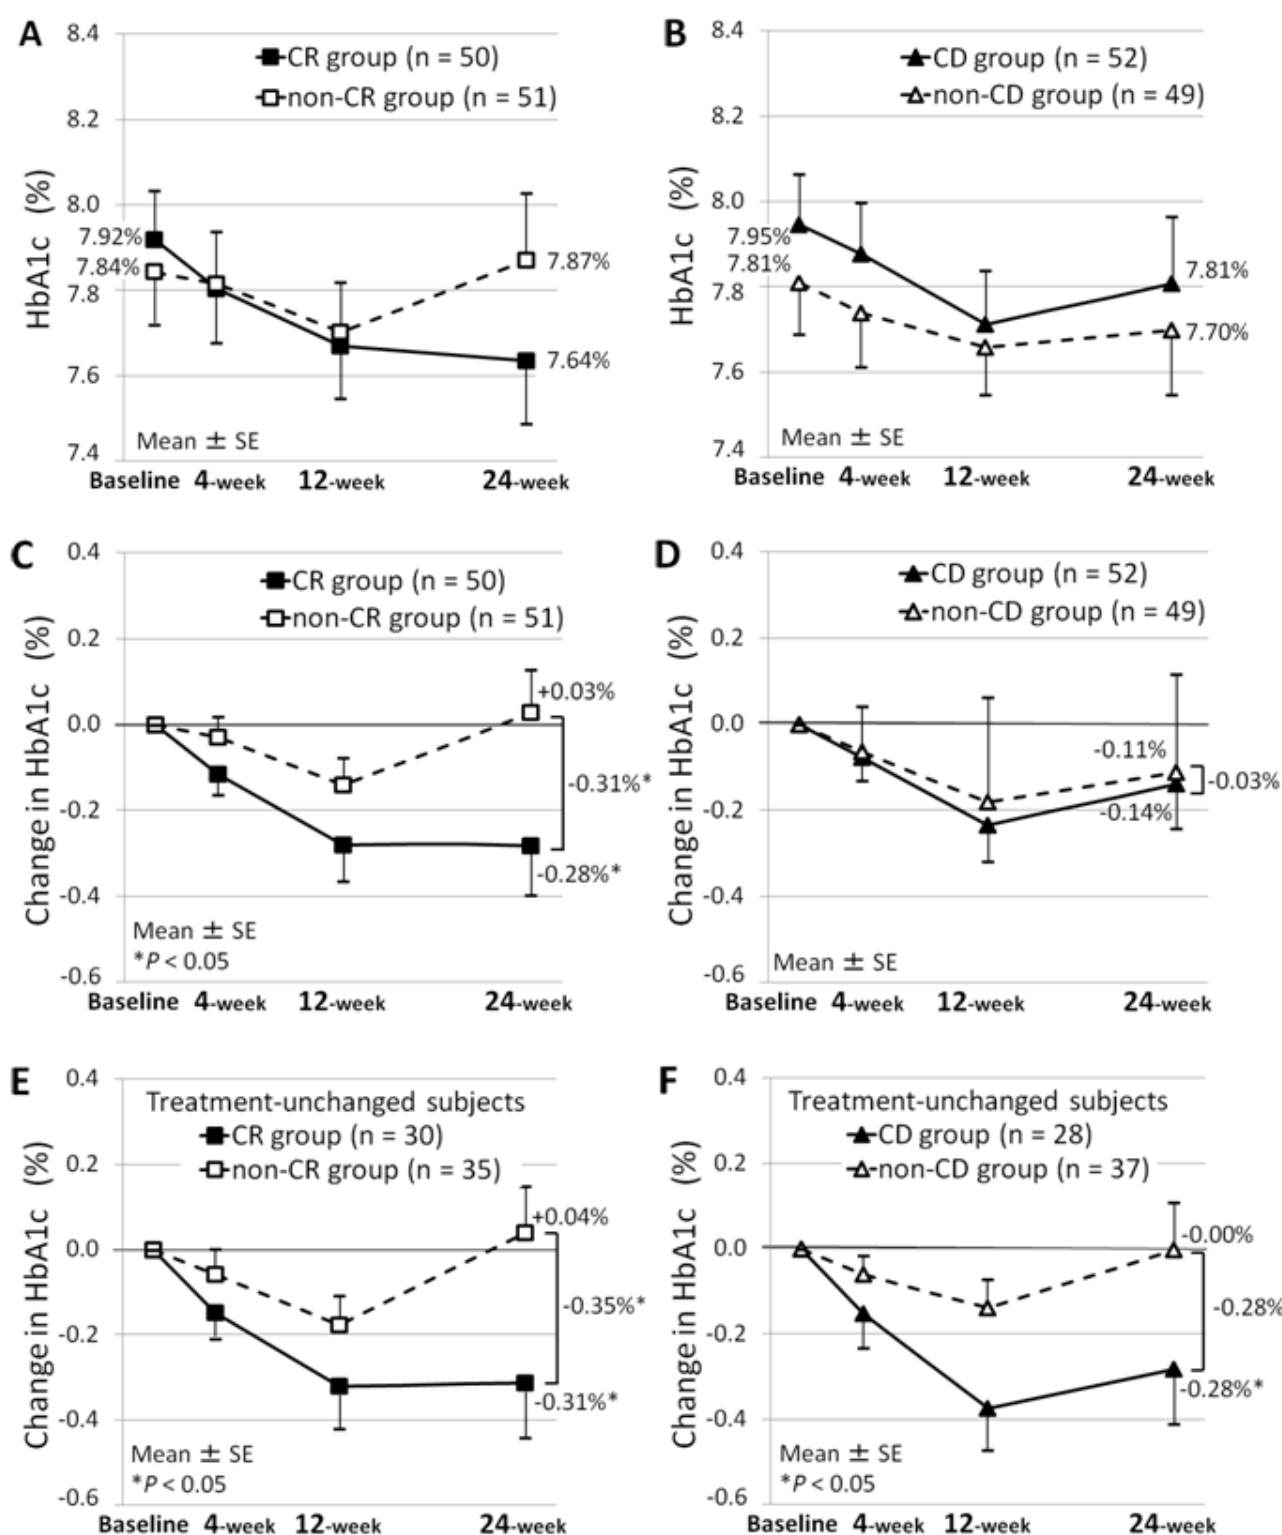 A
8.4
8.2
8.0
7.8
7.6
7.4
HbA1c (%)
CR group (n = 50)
non-CR group (n = 51)
7.92%
7.84%
7.87%
7.64%
Mean ± SE
Baseline 4-week 12-week 24-week
B
8.4
8.2
8.0
7.8
7.6
7.4
HbA1c (%)
CD group (n = 52)
non-CD group (n = 49)
7.95%
7.81%
7.81%
7.70%
Mean ± SE
Baseline 4-week 12-week 24-week
C
0.4
0.2
0.0
-0.2
-0.4
-0.6
Change in HbA1c (%)
CR group (n = 50)
non-CR group (n = 51)
+0.03%
-0.31%*
-0.28%*
Mean ± SE
*P < 0.05
Baseline 4-week 12-week 24-week
D
0.4
0.2
0.0
-0.2
-0.4
-0.6
Change in HbA1c (%)
CD group (n = 52)
non-CD group (n = 49)
-0.11%
-0.03%
-0.14%
Mean ± SE
Baseline 4-week 12-week 24-week
E
0.4
0.2
0.0
-0.2
-0.4
-0.6
Change in HbA1c (%)
Treatment-unchanged subjects
CR group (n = 30)
non-CR group (n = 35)
+0.04%
-0.35%*
-0.31%*
Mean ± SE
*P < 0.05
Baseline 4-week 12-week 24-week
F
0.4
0.2
0.0
-0.2
-0.4
-0.6
Change in HbA1c (%)
Treatment-unchanged subjects
CD group (n = 28)
non-CD group (n = 37)
-0.00%
-0.28%
-0.28%*
Mean ± SE
*P < 0.05
Baseline 4-week 12-week 24-week